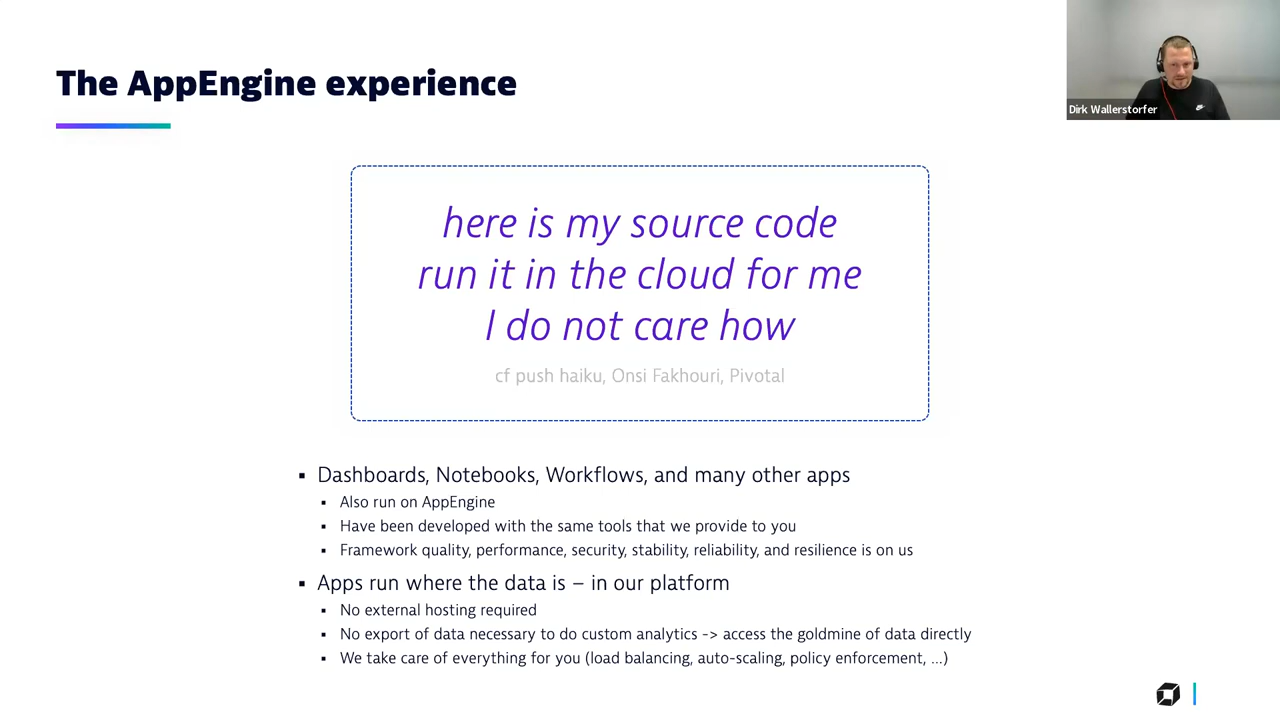 The AppEngine experience
Dirk Wallerstorfer
here is my source code
run it in the cloud for me
I do not care how
cf push haiku, Onsi Fakhouri, Pivotal
▪ Dashboards, Notebooks, Workflows, and many other apps
▪ Also run on AppEngine
▪ Have been developed with the same tools that we provide to you
▪ Framework quality, performance, security, stability, reliability, and resilience is on us
▪ Apps run where the data is – in our platform
▪ No external hosting required
▪ No export of data necessary to do custom analytics -> access the goldmine of data directly
▪ We take care of everything for you (load balancing, auto-scaling, policy enforcement, ...)